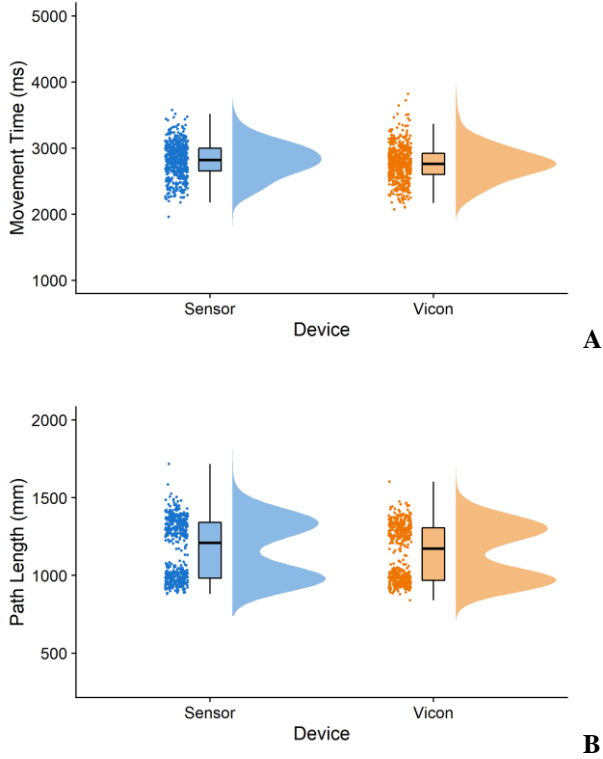 5000
4000
3000
2000
1000
Movement Time (ms)
Sensor Vicon
Device
A
2000
1500
1000
500
Path Length (mm)
Sensor Vicon
Device
B